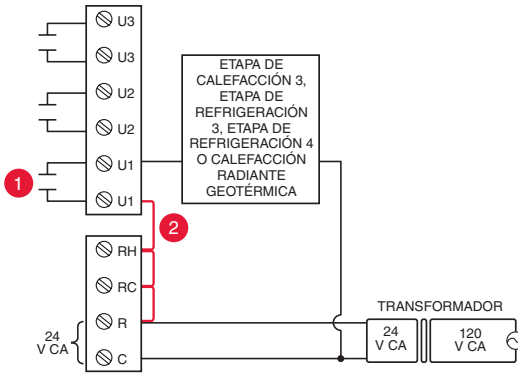 U3
U3
U2
U2
U1
U1
1
2
ETAPA DE
CALEFACCIÓN 3,
ETAPA DE
REFRIGERACIÓN
3, ETAPA DE
REFRIGERACIÓN 4
O CALEFACCIÓN
RADIANTE
GEOTÉRMICA
RH
RC
R
C
24
V CA
TRANSFORMADOR
24
V CA
120
V CA